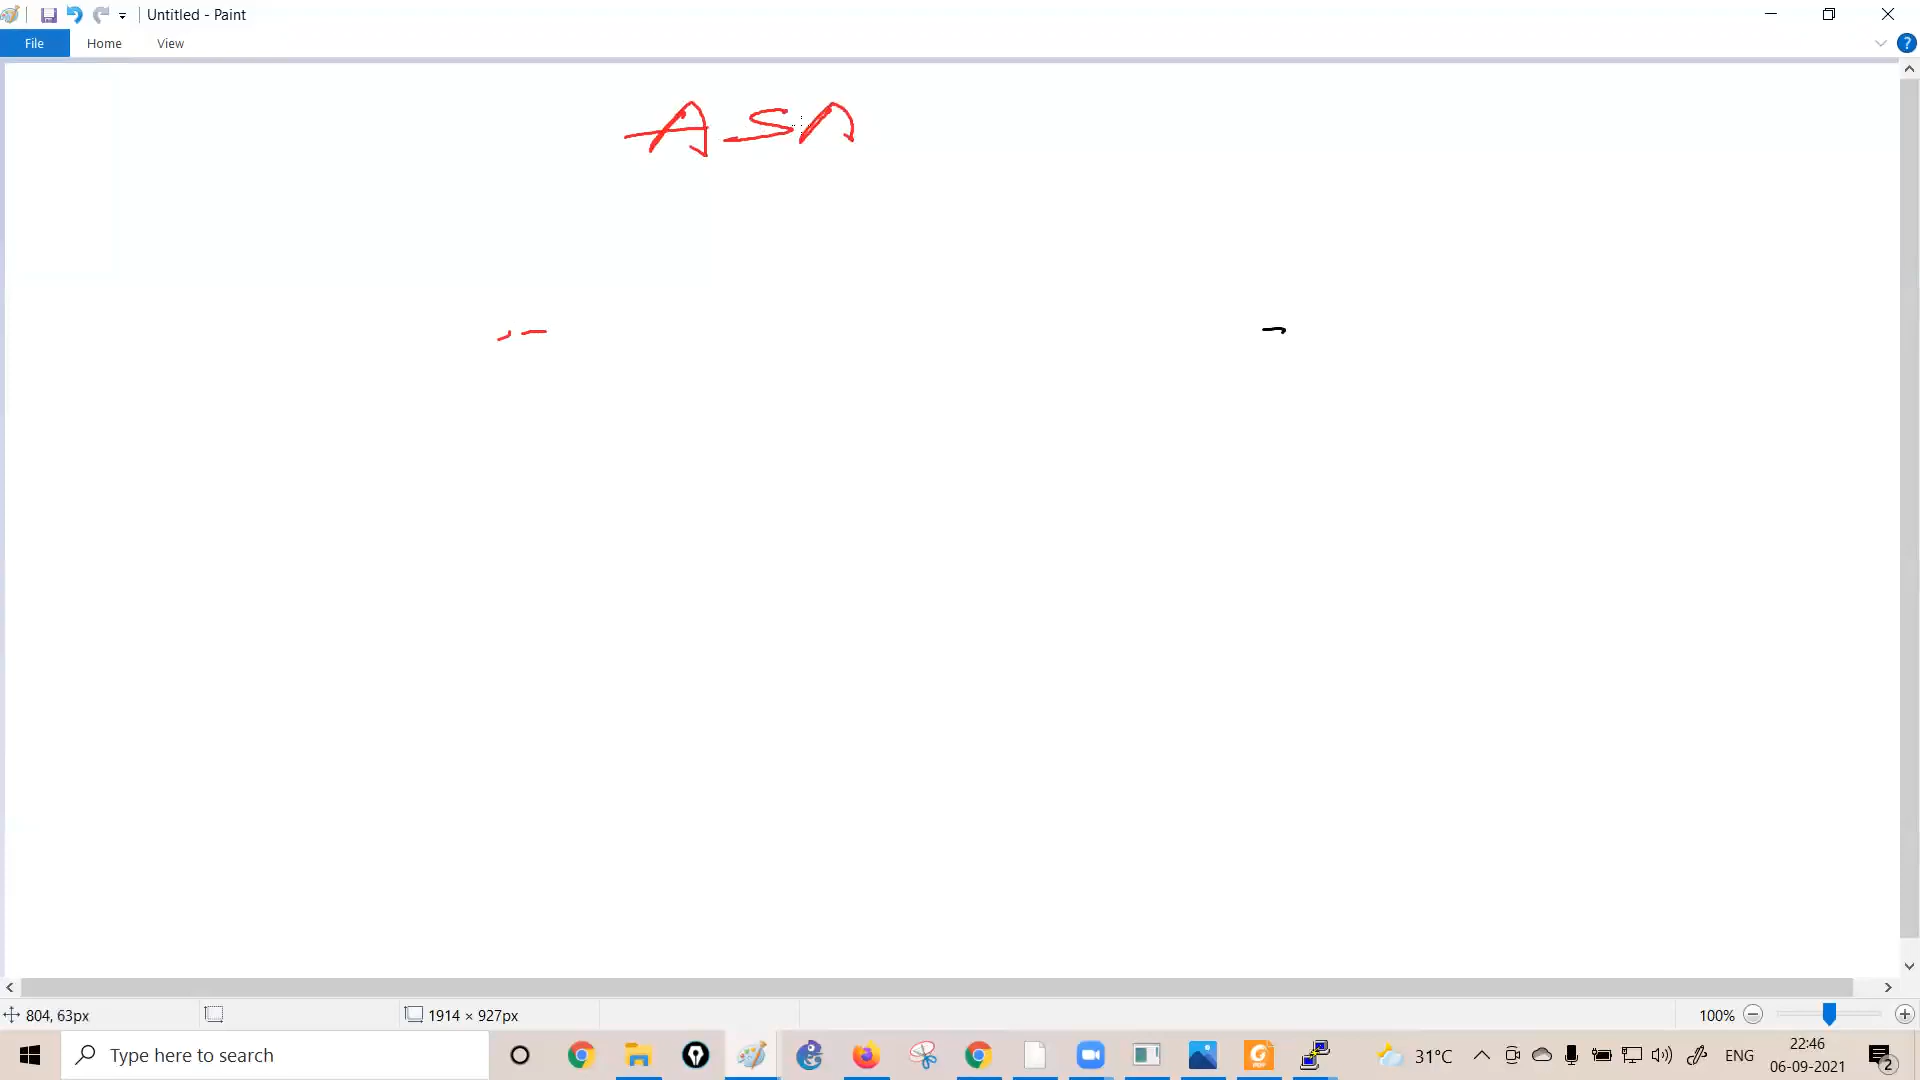 Untitled - Paint
File Home View
ASA
804, 63px
1914 × 927px
100%
Type here to search
31°C
ENG
22:46
06-09-2021
2